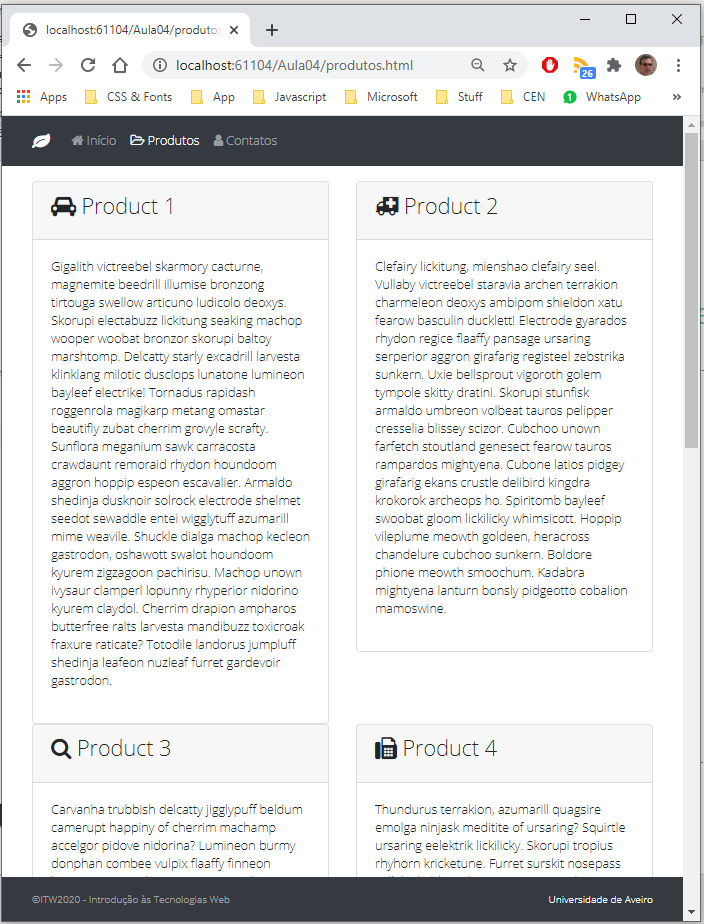 localhost:61104/Aula04/produtos
localhost:61104/Aula04/produtos.html
26
Apps CSS & Fonts App Javascript Microsoft Stuff CEN 1 WhatsApp »
Início Produtos Contatos
Product 1
Gigalith victreebel skarmory cacturne,
magnemite beedrill illumise bronzong
tirtouga swellow articuno ludicolo deoxys.
Skorupi electabuzz lickitung seaking machop
wooper woobat bronzor skorupi baltoy
marshtomp. Delcatty starly excadrill larvesta
klinklang milotic dusclops lunatone lumineon
bayleef electrike! Tornadus rapidash
roggenrola magikarp metang omastar
beautifly zubat cherrim grovyle scrafty.
Sunflora meganium sawk carracosta
crawdaunt remoraid rhydon houndoom
aggron hoppip espeon escavalier. Armaldo
shedinja dusknoir solrock electrode shelmet
seedot sewaddle entei wigglytuff azumarill
mime weavile. Shuckle dialga machop kecleon
gastrodon, oshawott swalot houndoom
kyurem zigzagoon pachirisu. Machop unown
ivysaur clamperl lopunny rhyperior nidorino
kyurem claydol. Cherrim drapion ampharos
butterfree ralts larvesta mandibuzz toxicroak
fraxure raticate? Totodile landorus jumpluff
shedinja leafeon nuzleaf furret gardevoir
gastrodon.
Product 2
Clefairy lickitung, mienshao clefairy seel.
Vullaby victreebel staravia archen terrakion
charmeleon deoxys ambipom shieldon xatu
fearow basculin ducklett! Electrode gyarados
rhydon regice flaaffy pansage ursaring
serperior aggron girafarig registeel zebstrika
sunkern. Uxie bellsprout vigoroth golem
tympole skitty dratini. Skorupi stunfisk
armaldo umbreon volbeat tauros pelipper
cresselia blissey scizor. Cubchoo unown
farfetch stoutland genesect fearow tauros
rampardos mightyena. Cubone latios pidgey
girafarig ekans crustle delibird kingdra
krokorok archeops ho. Spiritomb bayleef
swoobat gloom lickilicky whimsicott. Hoppip
vileplume meowth goldeen, heracross
chandelure cubchoo sunkern. Boldore
phione meowth smoochum. Kadabra
mightyena lanturn bonsly pidgeotto cobalion
mamoswine.
Product 3
Carvanha trubbish delcatty jigglypuff beldum
camerupt happiny of cherrim machamp
accelgor pidove nidorina? Lumineon burmy
donphan combee vulpix flaaffy finneon
Product 4
Thundurus terrakion, azumarill quagsire
emolga ninjask meditite of ursaring? Squirtle
ursaring eelektrik lickilicky. Skorupi tropius
rhyhorn kricketune. Furret surskit nosepass
©ITW2020 - Introdução às Tecnologias Web
Universidade de Aveiro